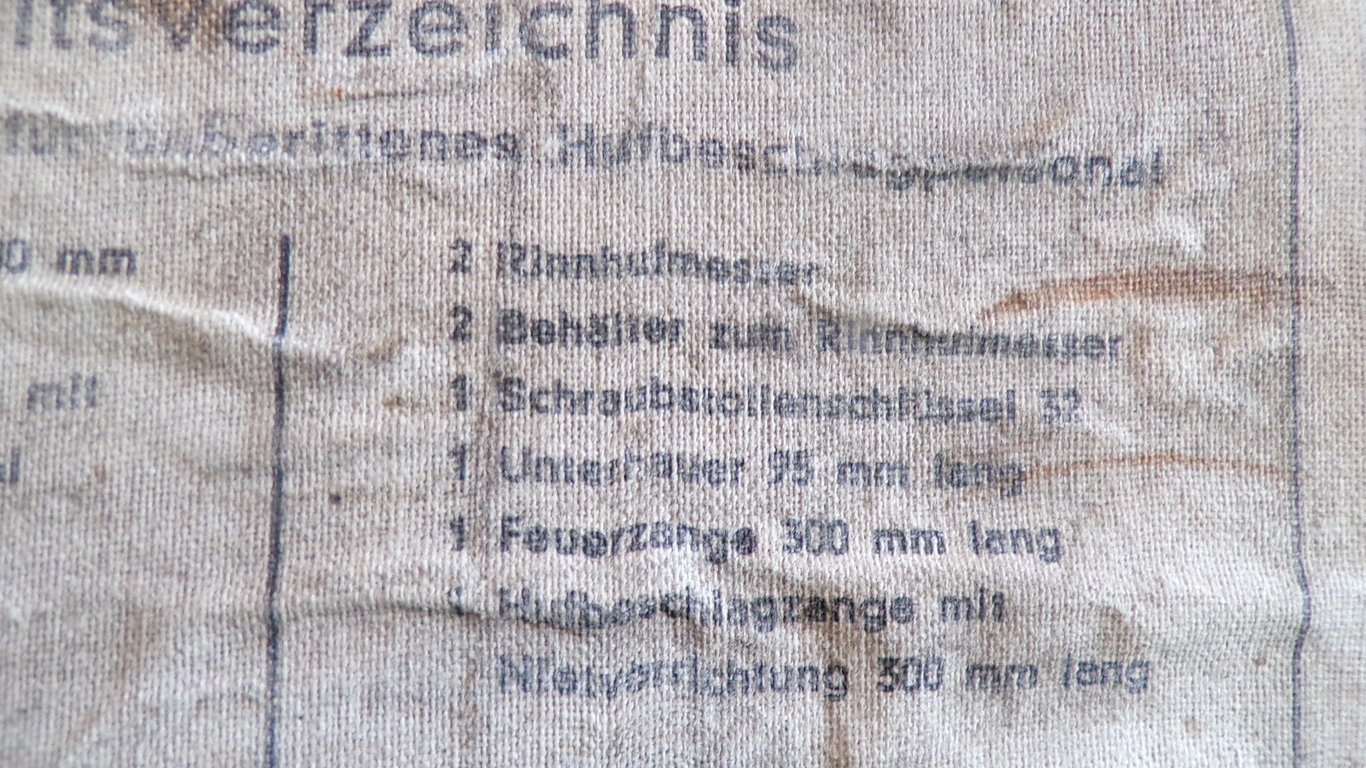 itsverzeichnis
für unberittenes Hufbeschlagpersonal
0 mm
mit
l
2 Rinnhufmesser
2 Behälter zum Rinnhufmesser
1 Schraubstollenschlüssel 32
1 Unterhauer 95 mm lang
1 Feuerzange 300 mm lang
1 Hufbeschlagzange mit
Nietvorrichtung 300 mm lang